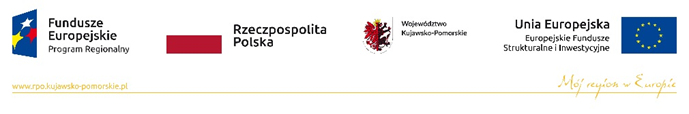 Fundusze
Europejskie
Program Regionalny
Rzeczpospolita
Polska
Województwo
Kujawsko-Pomorskie
Unia Europejska
Europejskie Fundusze
Strukturalne i Inwestycyjne
www.rpo.kujawsko-pomorskie.pl
Mój region w Europie